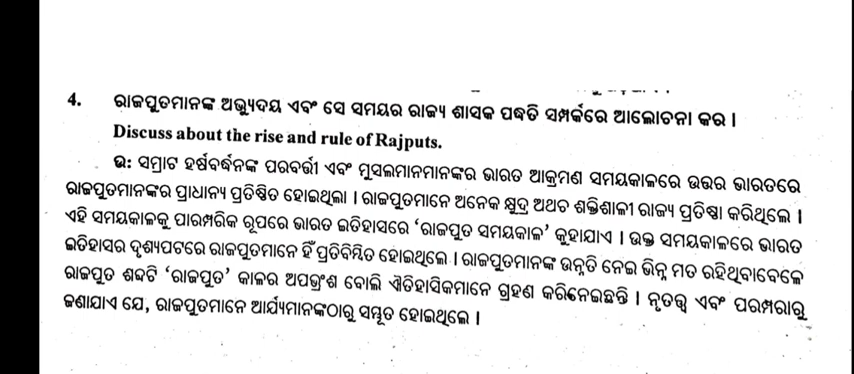 4. ରାଜପୁତମାନଙ୍କ ଅଭ୍ୟୁଦୟ ଏବଂ ସେ ସମୟର ରାଜ୍ୟ ଶାସକ ପଦ୍ଧତି ସମ୍ପର୍କରେ ଆଲୋଚନା କର ।
Discuss about the rise and rule of Rajputs.
ଉ: ସମ୍ରାଟ ହର୍ଷବର୍ଦ୍ଧନଙ୍କ ପରବର୍ତ୍ତୀ ଏବଂ ମୁସଲମାନମାନଙ୍କର ଭାରତ ଆକ୍ରମଣ ସମୟକାଳରେ ଉତ୍ତର ଭାରତରେ
ରାଜପୁତମାନଙ୍କର ପ୍ରାଧାନ୍ୟ ପ୍ରତିଷ୍ଠିତ ହୋଇଥିଲା । ରାଜପୁତମାନେ ଅନେକ କ୍ଷୁଦ୍ର ଅଥଚ ଶକ୍ତିଶାଳୀ ରାଜ୍ୟ ପ୍ରତିଷ୍ଠା କରିଥିଲେ ।
ଏହି ସମୟକାଳକୁ ପାରମ୍ପରିକ ରୂପରେ ଭାରତ ଇତିହାସରେ ‘ରାଜପୁତ ସମୟକାଳ’ କୁହାଯାଏ । ଉକ୍ତ ସମୟକାଳରେ ଭାରତ
ଇତିହାସର ଦୃଶ୍ୟପଟରେ ରାଜପୁତମାନେ ହିଁ ପ୍ରତିବିମ୍ବିତ ହୋଇଥିଲେ । ରାଜପୁତମାନଙ୍କ ଉନ୍ନତି ନେଇ ଭିନ୍ନ ମତ ରହିଥିବାବେଳେ
ରାଜପୁତ ଶବ୍ଦଟି ‘ରାଜପୁତ’ କାଳର ଅପଭ୍ରଂଶ ବୋଲି ଐତିହାସିକମାନେ ଗ୍ରହଣ କରିନେଇଛନ୍ତି । ନୃତତ୍ତ୍ୱ ଏବଂ ପରମ୍ପରାରୁ
ଜଣାଯାଏ ଯେ, ରାଜପୁତମାନେ ଆର୍ଯ୍ୟମାନଙ୍କଠାରୁ ସମ୍ଭୂତ ହୋଇଥିଲେ ।